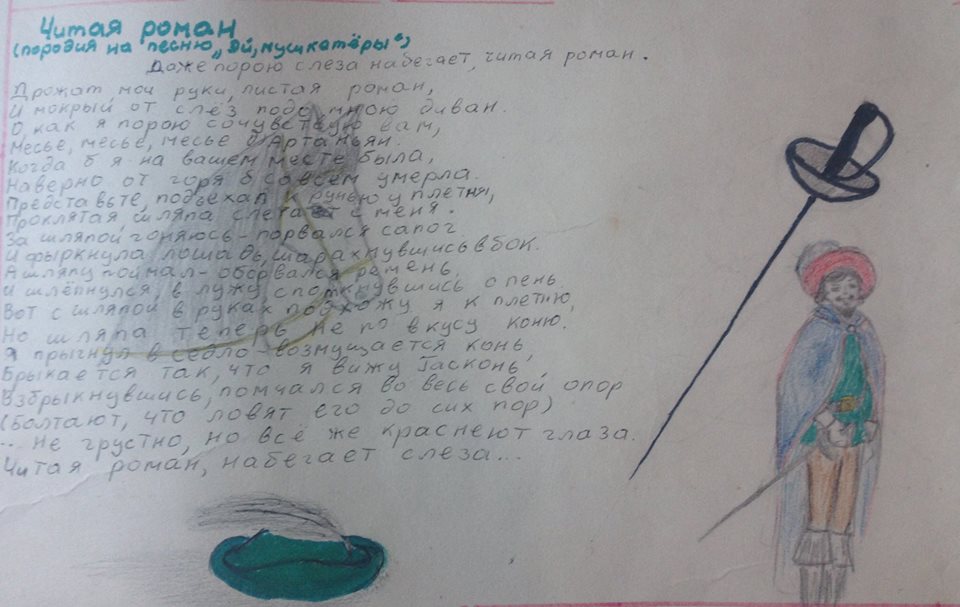 Читая роман
(породия на песню „Эй, мушкатёры“)
Даже порою слеза набегает, читая роман.
Дрожат мои руки, листая роман,
И мокрый от слёз подо мною диван.
О, как я порою сочувствую вам,
Месье, месье, месье Д'Артаньян.
Когда б я на вашем месте была,
Наверно от горя б совсем умерла.
Представьте, подъехал к рунью у плетня,
Проклятая шляпа слетает с меня.
За шляпой гоняюсь - порвался сапог
И фыркнула лошадь, шарахнувшись вбок.
А шляпу поймал - оборвался ремень,
И шлёпнулся в лужу споткнувшись о пень.
Вот с шляпой в руках подхожу я к плетню,
Но шляпа теперь не по вкусу коню.
Я прыгнул в седло - возмущается конь,
Брыкается так, что я вижу Гасконь,
Взбрыкнувшись, помчался во весь свой опор
(Болтают, что ловят его до сих пор)
... Не грустно, но всё же краснеют глаза.
Читая роман, набегает слеза...